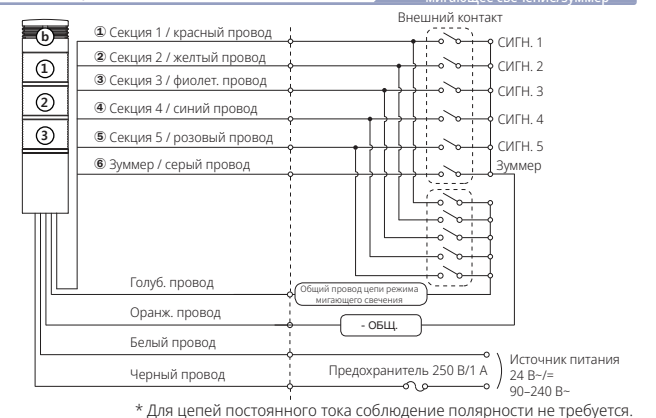 мигающее свечение/зуммер
Внешний контакт
b
① Секция 1 / красный провод
СИГН. 1
② Секция 2 / желтый провод
СИГН. 2
③ Секция 3 / фиолет. провод
СИГН. 3
④ Секция 4 / синий провод
СИГН. 4
⑤ Секция 5 / розовый провод
СИГН. 5
⑥ Зуммер / серый провод
Зуммер
①
②
③
Голуб. провод
Общий провод цепи режима
мигающего свечения
Оранж. провод
- ОБЩ.
Белый провод
Черный провод
Предохранитель 250 В/1 А
Источник питания
24 В~/=
90–240 В~
* Для цепей постоянного тока соблюдение полярности не требуется.